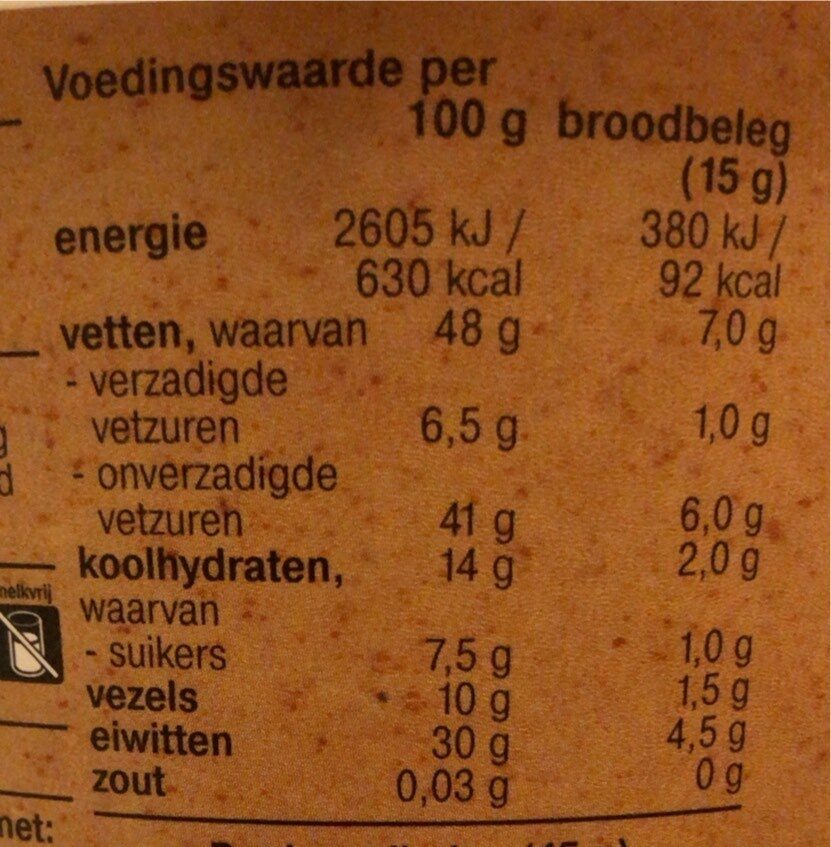 Voedingswaarde per
100 g broodbeleg
(15 g)
energie 2605 kJ / 380 kJ /
630 kcal 92 kcal
vetten, waarvan 48 g 7,0 g
- verzadigde
vetzuren 6,5 g 1,0 g
- onverzadigde
vetzuren 41 g 6,0 g
koolhydraten, 14 g 2,0 g
melkvrij
waarvan
- suikers 7,5 g 1,0 g
vezels 10 g 1,5 g
eiwitten 30 g 4,5 g
zout 0,03 g 0 g
met: